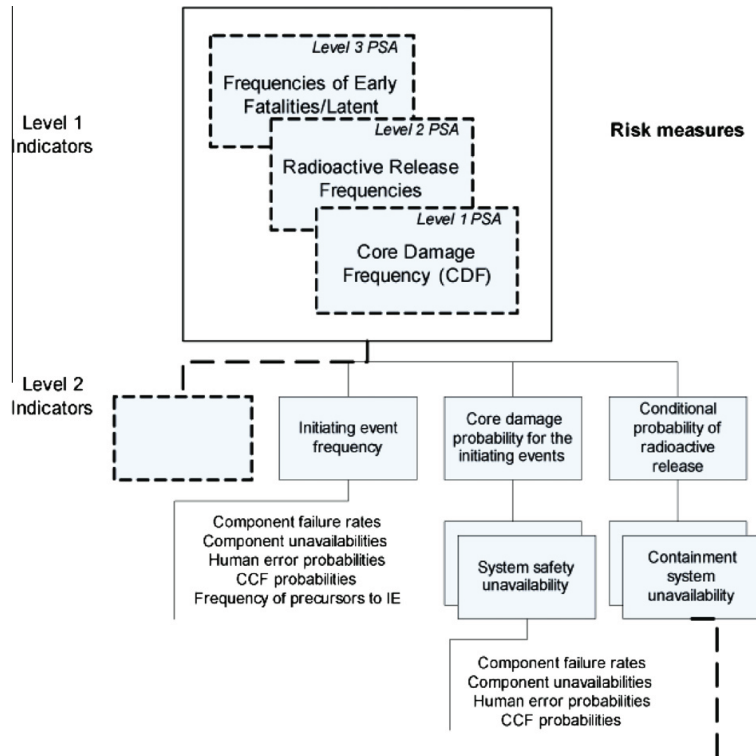 Level 3 PSA
Frequencies of Early
Fatalities/Latent
Level 2 PSA
Radioactive Release
Frequencies
Level 1 PSA
Core Damage
Frequency (CDF)
Level 1
Indicators
Risk measures
Level 2
Indicators
Initiating event
frequency
Core damage
probability for the
initiating events
Conditional
probability of
radioactive
release
Component failure rates
Component unavailabilities
Human error probabilities
CCF probabilities
Frequency of precursors to IE
System safety
unavailability
Containment
system
unavailability
Component failure rates
Component unavailabilities
Human error probabilities
CCF probabilities